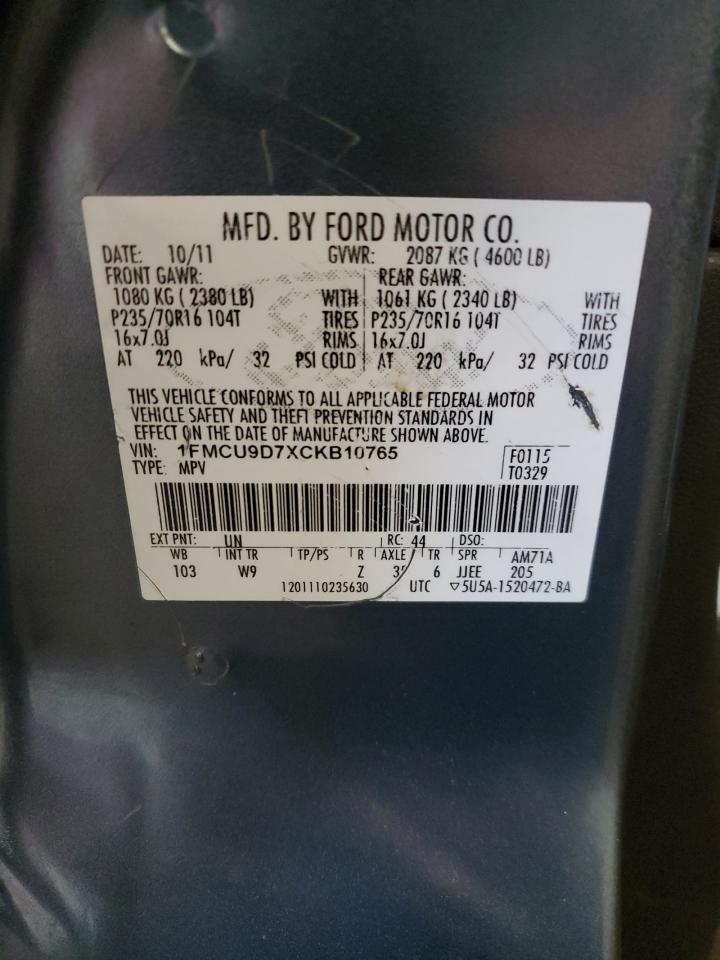 MFD. BY FORD MOTOR CO.
DATE: 10/11 GVWR: 2087 KG ( 4600 LB)
FRONT GAWR: REAR GAWR:
1080 KG ( 2380 LB) WITH 1061 KG ( 2340 LB) WITH
P235/70R16 104T TIRES P235/70R16 104T TIRES
16x7.0J RIMS 16x7.0J RIMS
AT 220 kPa/ 32 PSI COLD AT 220 kPa/ 32 PSI COLD
THIS VEHICLE CONFORMS TO ALL APPLICABLE FEDERAL MOTOR
VEHICLE SAFETY AND THEFT PREVENTION STANDARDS IN
EFFECT ON THE DATE OF MANUFACTURE SHOWN ABOVE.
VIN: 1FMCU9D7XCKB10765 F0115
TYPE: MPV T0329
EXT PNT: UN RC: 44 DSO:
WB INT TR TP/PS R AXLE TR SPR AM71A
103 W9 Z 6 JJEE 205
1201110235630 UTC ▽5U5A-1520472-BA